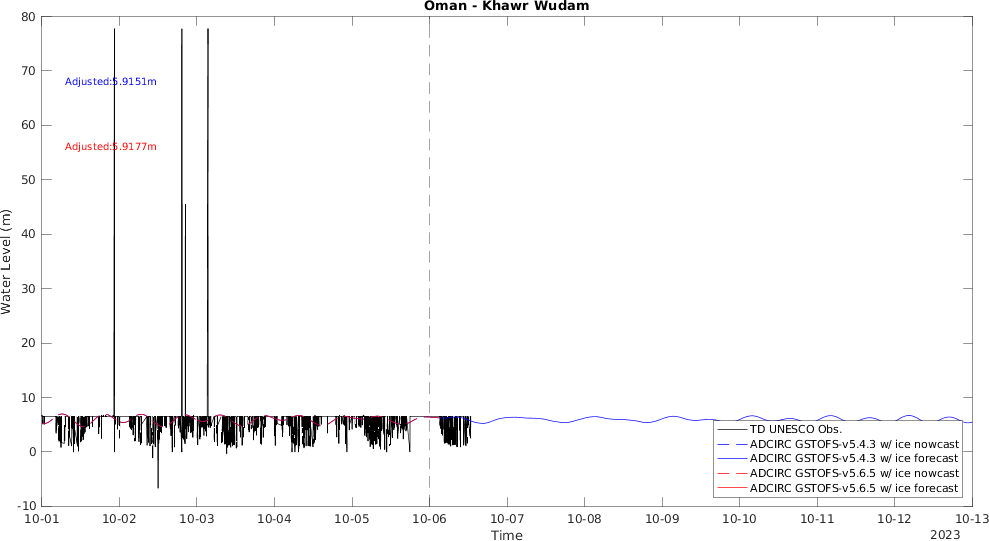 Oman - Khawr Wudam
80
70
60
50
40
30
20
10
0
-10
Water Level (m)
Adjusted:5.9151m
Adjusted:5.9177m
TD UNESCO Obs.
ADCIRC GSTOFS-v5.4.3 w/ ice nowcast
ADCIRC GSTOFS-v5.4.3 w/ ice forecast
ADCIRC GSTOFS-v5.6.5 w/ ice nowcast
ADCIRC GSTOFS-v5.6.5 w/ ice forecast
10-01 10-02 10-03 10-04 10-05 10-06 10-07 10-08 10-09 10-10 10-11 10-12 10-13
Time
2023